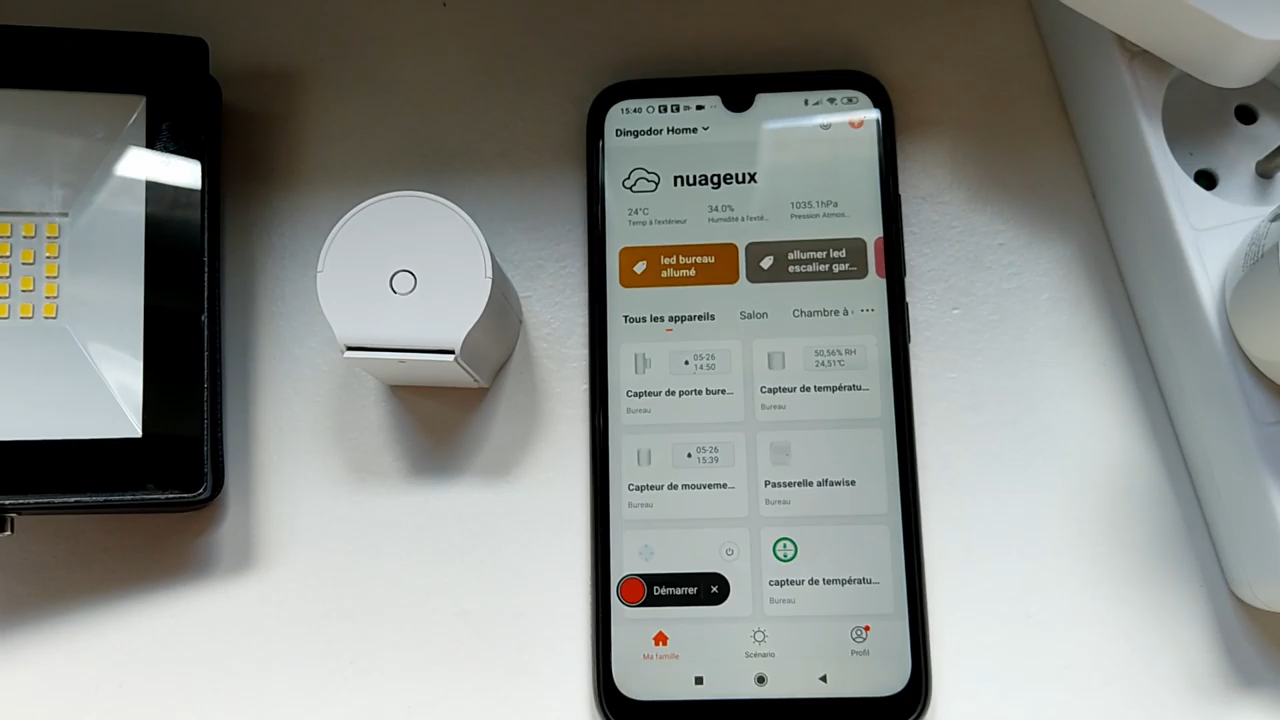 15:40
Dingodor Home
nuageux
24°C
Temp à l'extérieur
34.0%
Humidité à l'exté...
1035.1hPa
Pression Atmos...
led bureau
allumé
allumer led
escalier gar...
Tous les appareils
Salon
Chambre à
05-26
14:50
Capteur de porte bure...
Bureau
50,56% RH
24,51°C
Capteur de températu...
Bureau
05-26
15:39
Capteur de mouveme...
Bureau
Passerelle alfawise
Bureau
Démarrer
capteur de températu...
Bureau
Ma famille
Scénario
Profil